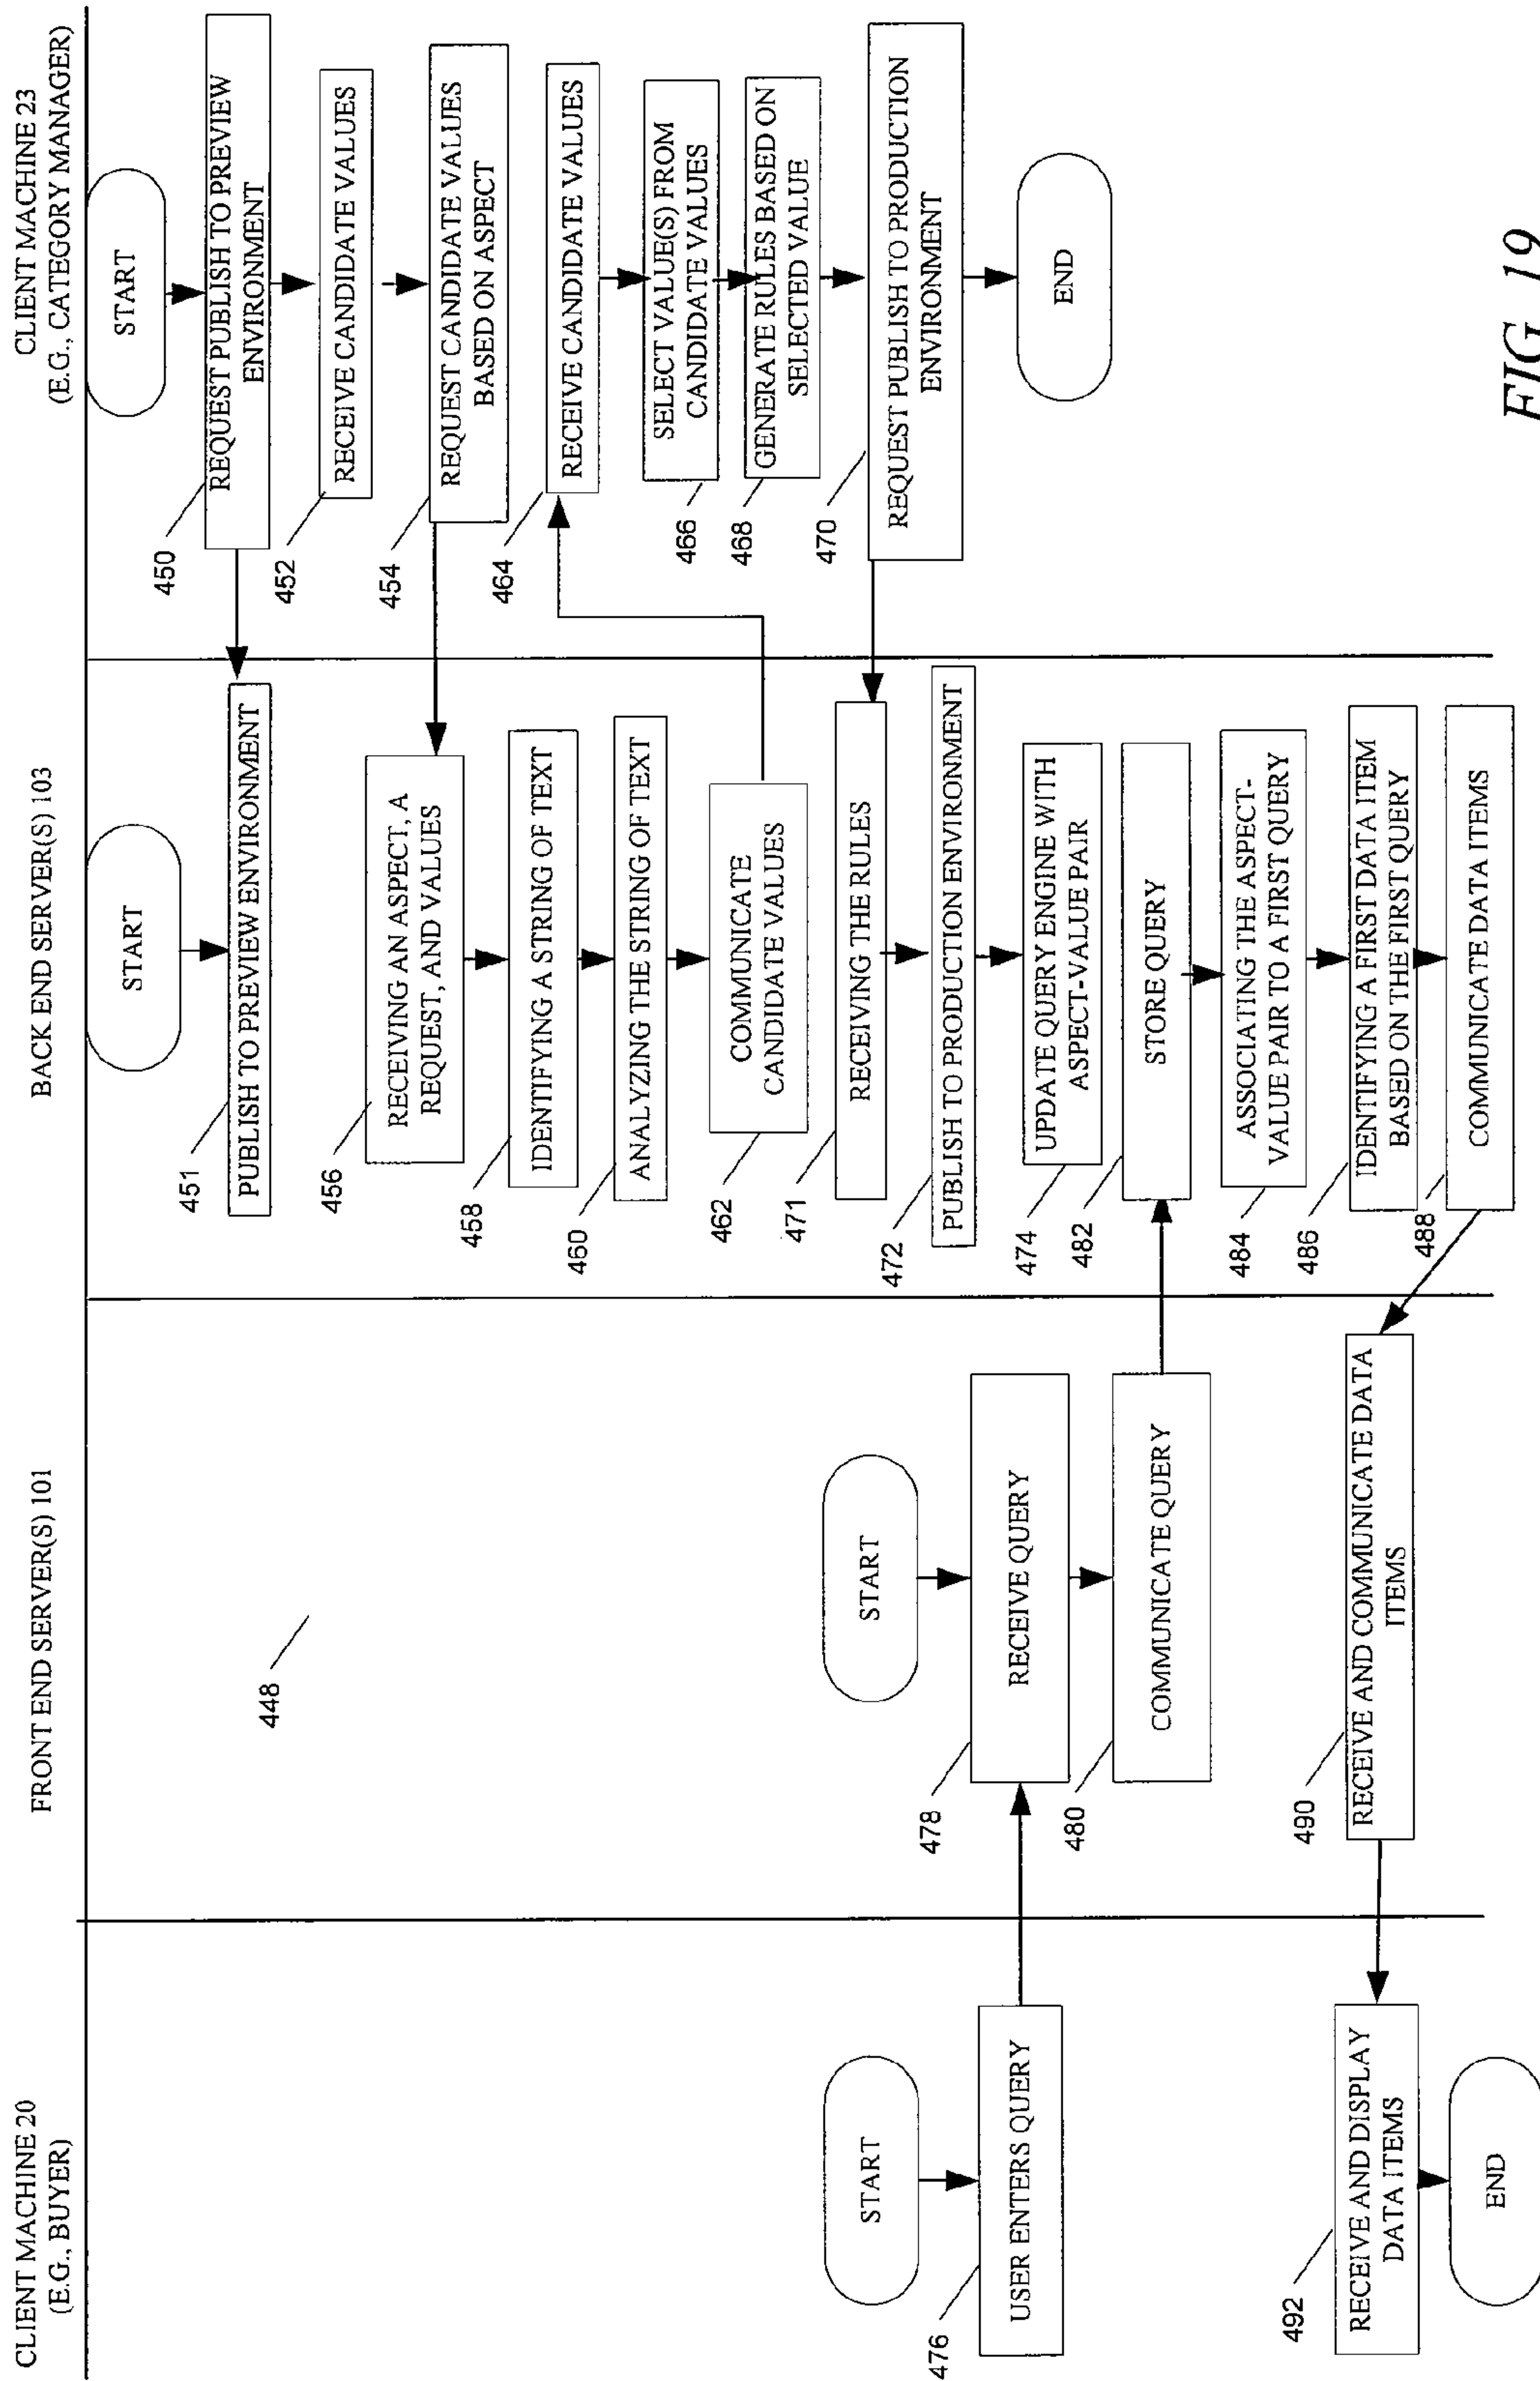 CLIENT MACHINE 20
(E.G., BUYER)
START
476
USER ENTERS QUERY
492
RECEIVE AND DISPLAY
DATA ITEMS
END
FRONT END SERVER(S) 101
448
START
478
RECEIVE QUERY
480
COMMUNICATE QUERY
490
RECEIVE AND COMMUNICATE DATA
ITEMS
BACK END SERVER(S) 103
START
451
PUBLISH TO PREVIEW ENVIRONMENT
456
RECEIVING AN ASPECT, A
REQUEST, AND VALUES
458
IDENTIFYING A STRING OF TEXT
460
ANALYZING THE STRING OF TEXT
462
COMMUNICATE
CANDIDATE VALUES
471
RECEIVING THE RULES
472
PUBLISH TO PRODUCTION ENVIRONMENT
474
UPDATE QUERY ENGINE WITH
ASPECT-VALUE PAIR
482
STORE QUERY
484
ASSOCIATING THE ASPECT-
VALUE PAIR TO A FIRST QUERY
486
IDENTIFYING A FIRST DATA ITEM
BASED ON THE FIRST QUERY
488
COMMUNICATE DATA ITEMS
CLIENT MACHINE 23
(E.G., CATEGORY MANAGER)
START
450
REQUEST PUBLISH TO PREVIEW
ENVIRONMENT
452
RECEIVE CANDIDATE VALUES
454
REQUEST CANDIDATE VALUES
BASED ON ASPECT
464
RECEIVE CANDIDATE VALUES
466
SELECT VALUE(S) FROM
CANDIDATE VALUES
468
GENERATE RULES BASED ON
SELECTED VALUE
470
REQUEST PUBLISH TO PRODUCTION
ENVIRONMENT
END
FIG. 19